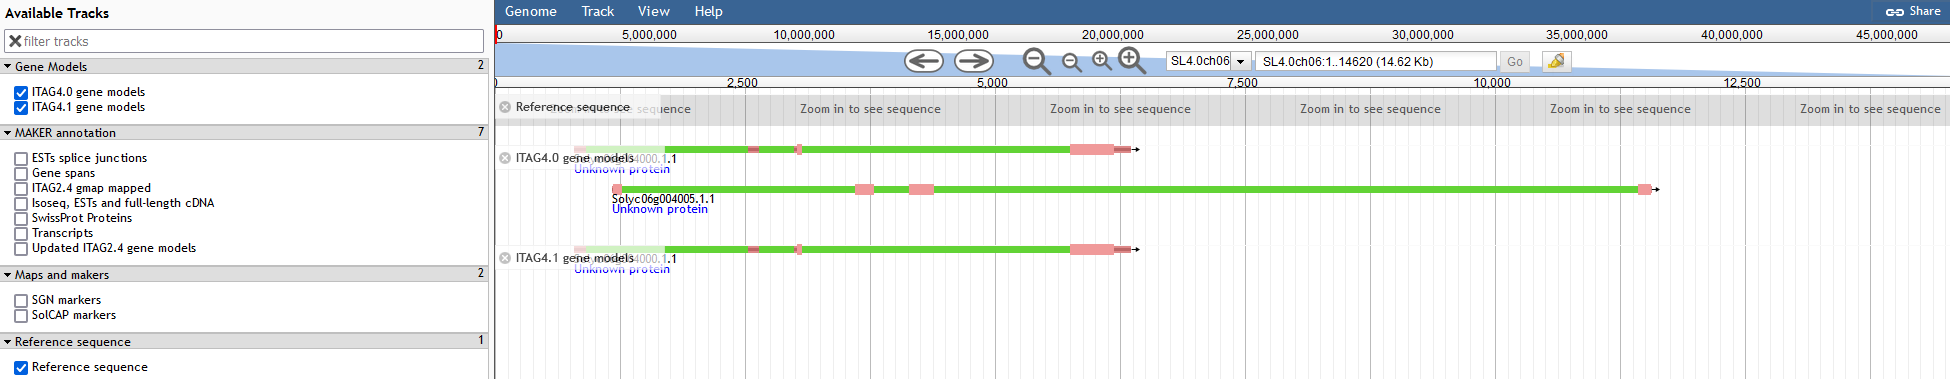 Available Tracks
filter tracks
Gene Models 2
ITAG4.0 gene models
ITAG4.1 gene models
MAKER annotation 7
ESTs splice junctions
Gene spans
ITAG2.4 gmap mapped
Isoseq, ESTs and full-length cDNA
SwissProt Proteins
Transcripts
Updated ITAG2.4 gene models
Maps and makers 2
SGN markers
SolCAP markers
Reference sequence 1
Reference sequence
Genome Track View Help Share
0 5,000,000 10,000,000 15,000,000 20,000,000 25,000,000 30,000,000 35,000,000 40,000,000 45,000,000
SL4.0ch06 SL4.0ch06:1..14620 (14.62 Kb) Go
0 2,500 5,000 7,500 10,000 12,500
Reference sequence sequence Zoom in to see sequence Zoom in to see sequence Zoom in to see sequence Zoom in to see sequence Zoom in to see sequence
ITAG4.0 gene models 000.1.1
Unknown protein
Solyc06g004005.1.1
Unknown protein
ITAG4.1 gene models 000.1.1
Unknown protein